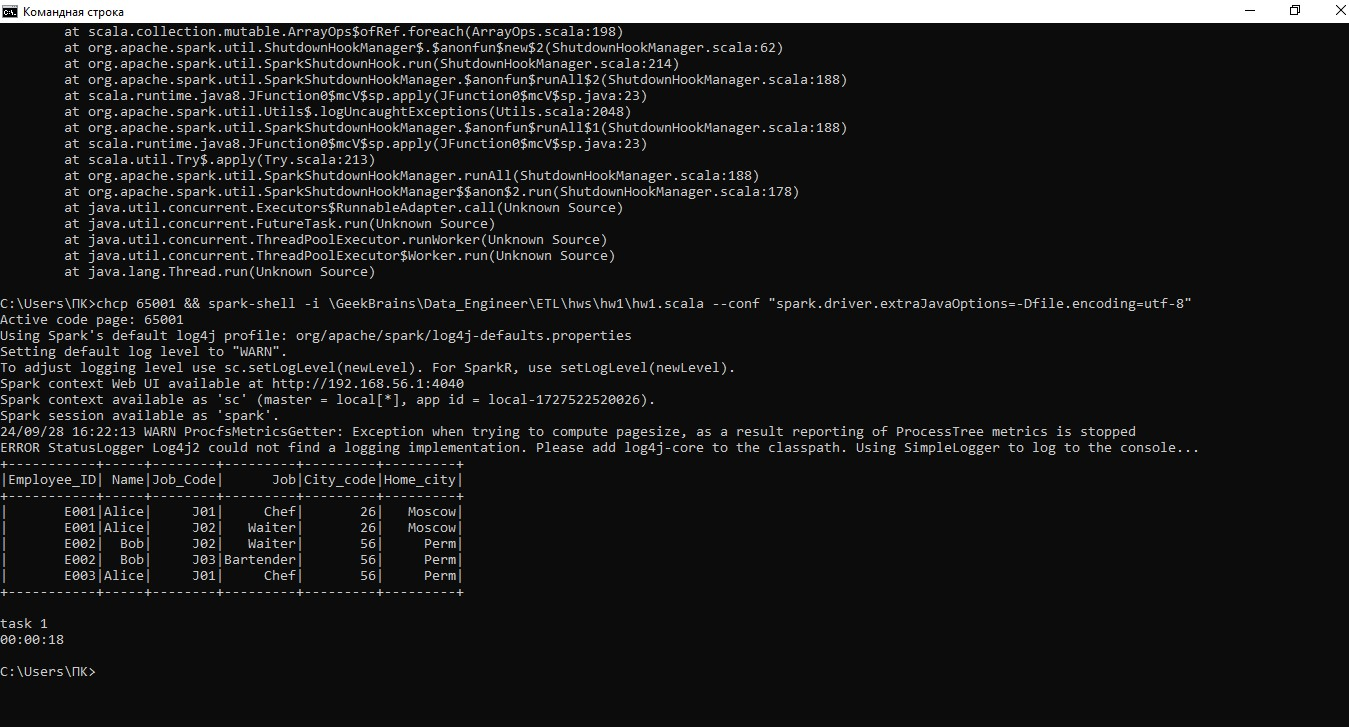 Командная строка
at scala.collection.mutable.ArrayOps$ofRef.foreach(ArrayOps.scala:198)
at org.apache.spark.util.ShutdownHookManager$.$anonfun$new$2(ShutdownHookManager.scala:62)
at org.apache.spark.util.SparkShutdownHook.run(ShutdownHookManager.scala:214)
at org.apache.spark.util.SparkShutdownHookManager.$anonfun$runAll$2(ShutdownHookManager.scala:188)
at scala.runtime.java8.JFunction0$mcV$sp.apply(JFunction0$mcV$sp.java:23)
at org.apache.spark.util.Utils$.logUncaughtExceptions(Utils.scala:2048)
at org.apache.spark.util.SparkShutdownHookManager.$anonfun$runAll$1(ShutdownHookManager.scala:188)
at scala.runtime.java8.JFunction0$mcV$sp.apply(JFunction0$mcV$sp.java:23)
at scala.util.Try$.apply(Try.scala:213)
at org.apache.spark.util.SparkShutdownHookManager.runAll(ShutdownHookManager.scala:188)
at org.apache.spark.util.SparkShutdownHookManager$$anon$2.run(ShutdownHookManager.scala:178)
at java.util.concurrent.Executors$RunnableAdapter.call(Unknown Source)
at java.util.concurrent.FutureTask.run(Unknown Source)
at java.util.concurrent.ThreadPoolExecutor.runWorker(Unknown Source)
at java.util.concurrent.ThreadPoolExecutor$Worker.run(Unknown Source)
at java.lang.Thread.run(Unknown Source)
C:\Users\ПК>chcp 65001 && spark-shell -i \GeekBrains\Data_Engineer\ETL\hws\hw1\hw1.scala --conf "spark.driver.extraJavaOptions=-Dfile.encoding=utf-8"
Active code page: 65001
Using Spark's default log4j profile: org/apache/spark/log4j-defaults.properties
Setting default log level to "WARN".
To adjust logging level use sc.setLogLevel(newLevel). For SparkR, use setLogLevel(newLevel).
Spark context Web UI available at http://192.168.56.1:4040
Spark context available as 'sc' (master = local[*], app id = local-1727522520026).
Spark session available as 'spark'.
24/09/28 16:22:13 WARN ProcfsMetricsGetter: Exception when trying to compute pagesize, as a result reporting of ProcessTree metrics is stopped
ERROR StatusLogger Log4j2 could not find a logging implementation. Please add log4j-core to the classpath. Using SimpleLogger to log to the console...
+-----------+-----+--------+---------+---------+---------+
|Employee_ID| Name|Job_Code|      Job|City_code|Home_city|
+-----------+-----+--------+---------+---------+---------+
|       E001|Alice|     J01|     Chef|       26|   Moscow|
|       E001|Alice|     J02|   Waiter|       26|   Moscow|
|       E002|  Bob|     J02|   Waiter|       56|     Perm|
|       E002|  Bob|     J03|Bartender|       56|     Perm|
|       E003|Alice|     J01|     Chef|       56|     Perm|
+-----------+-----+--------+---------+---------+---------+
task 1
00:00:18
C:\Users\ПК>